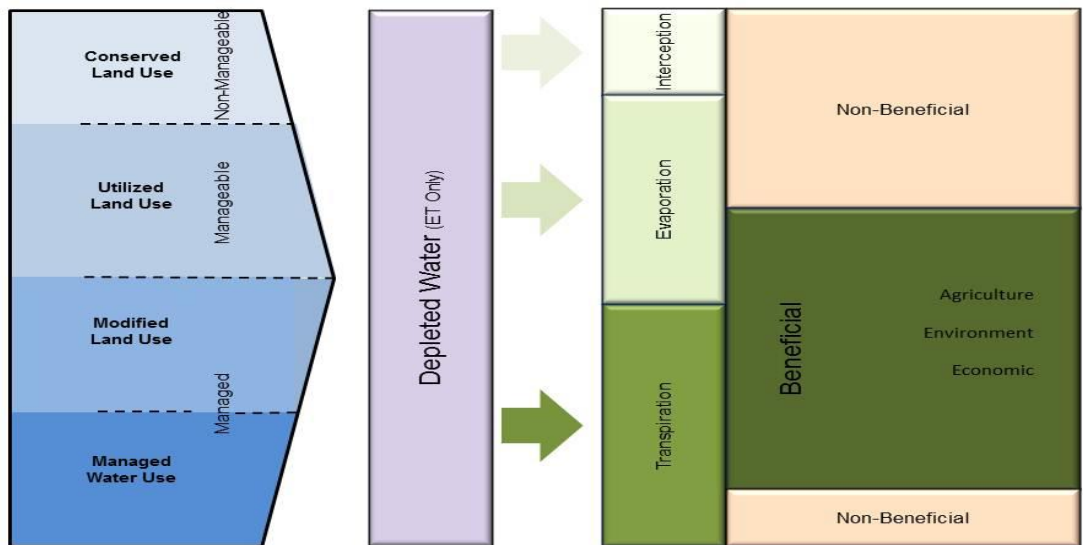 Conserved
Land Use
Non-Manageable
Utilized
Land Use
Manageable
Modified
Land Use
Managed
Managed
Water Use
Depleted Water (ET Only)
Interception
Evaporation
Transpiration
Non-Beneficial
Beneficial
Agriculture
Environment
Economic
Non-Beneficial